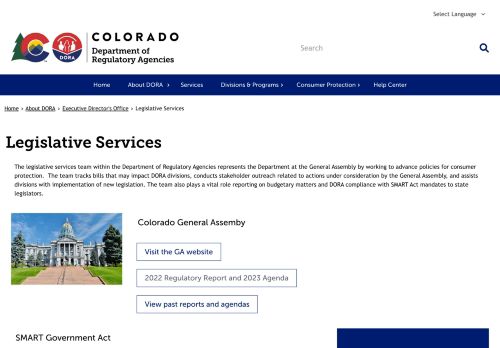 Select Language
COLORADO
Department of
Regulatory Agencies
DORA
Search
Home About DORA Services Divisions & Programs Consumer Protection Help Center
Home > About DORA > Executive Director's Office > Legislative Services
Legislative Services
The legislative services team within the Department of Regulatory Agencies represents the Department at the General Assembly by working to advance policies for consumer
protection. The team tracks bills that may impact DORA divisions, conducts stakeholder outreach related to actions under consideration by the General Assembly, and assists
divisions with implementation of new legislation. The team also plays a vital role reporting on budgetary matters and DORA compliance with SMART Act mandates to state
legislators.
Colorado General Assemby
Visit the GA website
2022 Regulatory Report and 2023 Agenda
View past reports and agendas
SMART Government Act